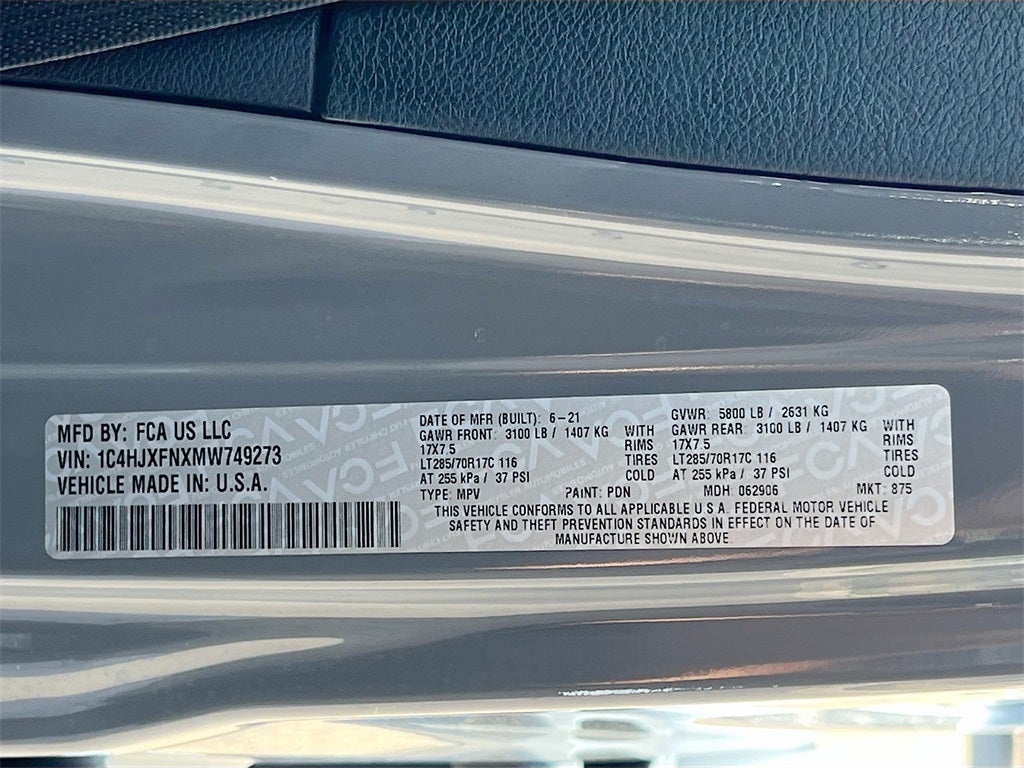 MFD BY: FCA US LLC
VIN: 1C4HJXFNXMW749273
VEHICLE MADE IN: U.S.A.
DATE OF MFR (BUILT): 6-21
GAWR FRONT: 3100 LB / 1407 KG WITH
17X7.5 RIMS
LT285/70R17C 116 TIRES
AT 255 kPa / 37 PSI COLD
GVWR: 5800 LB / 2631 KG
GAWR REAR: 3100 LB / 1407 KG WITH
17X7.5 RIMS
LT285/70R17C 116 TIRES
AT 255 kPa / 37 PSI COLD
TYPE: MPV PAINT: PDN MDH: 062906 MKT: 875
THIS VEHICLE CONFORMS TO ALL APPLICABLE U S A. FEDERAL MOTOR VEHICLE
SAFETY AND THEFT PREVENTION STANDARDS IN EFFECT ON THE DATE OF
MANUFACTURE SHOWN ABOVE.